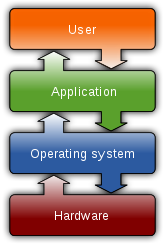 User
Application
Operating system
Hardware